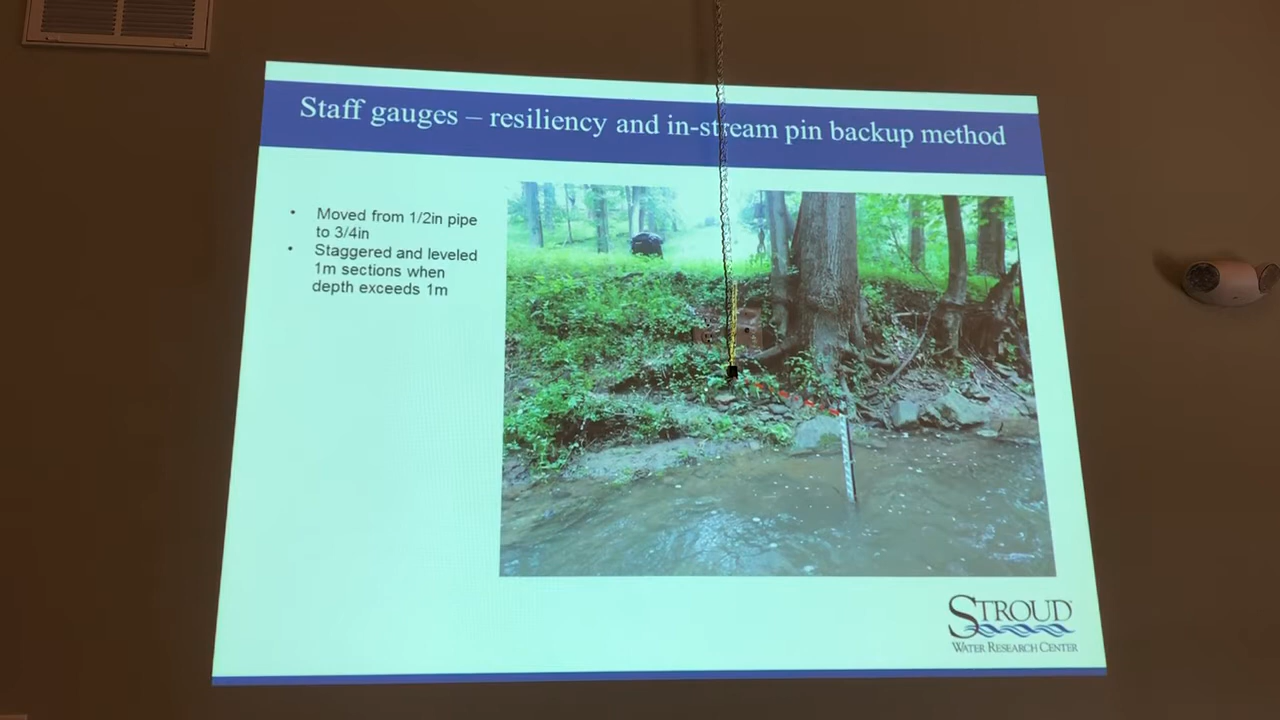 Staff gauges – resiliency and in-stream pin backup method
• Moved from 1/2in pipe
to 3/4in
• Staggered and leveled
1m sections when
depth exceeds 1m
STROUD
WATER RESEARCH CENTER